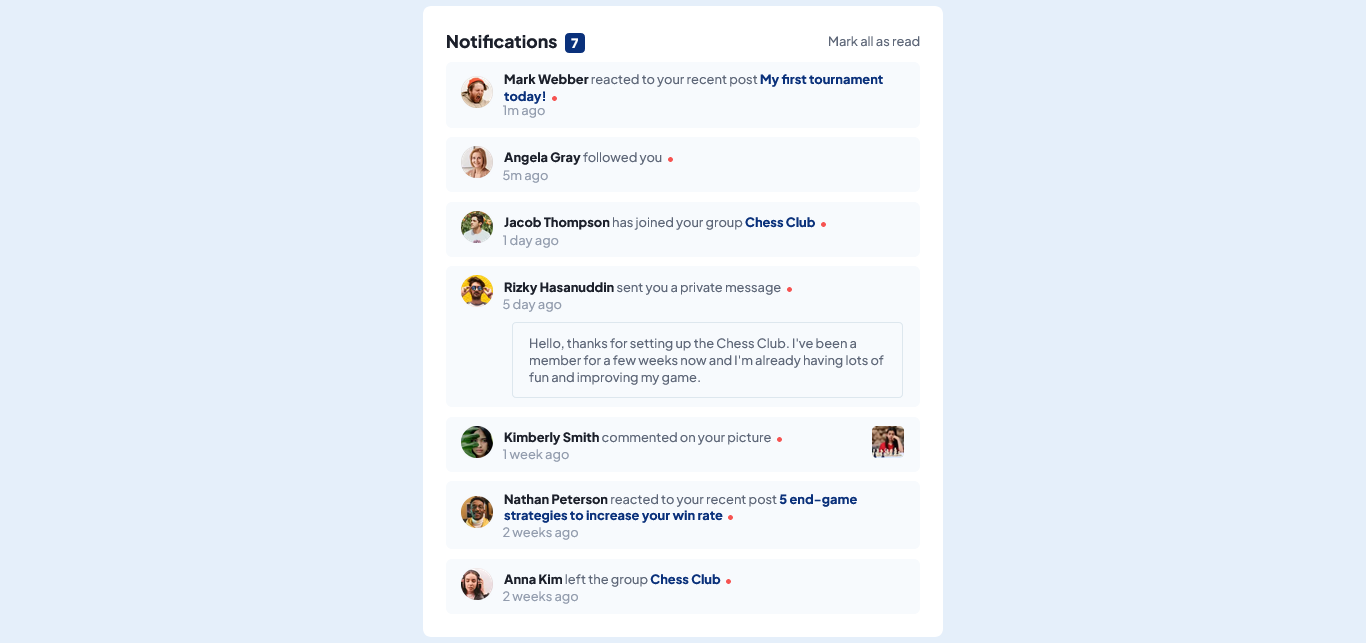 Notifications 7
Mark all as read
Mark Webber reacted to your recent post My first tournament
today!
1m ago
Angela Gray followed you
5m ago
Jacob Thompson has joined your group Chess Club
1 day ago
Rizky Hasanuddin sent you a private message
5 day ago
Hello, thanks for setting up the Chess Club. I've been a
member for a few weeks now and I'm already having lots of
fun and improving my game.
Kimberly Smith commented on your picture
1 week ago
Nathan Peterson reacted to your recent post 5 end-game
strategies to increase your win rate
2 weeks ago
Anna Kim left the group Chess Club
2 weeks ago